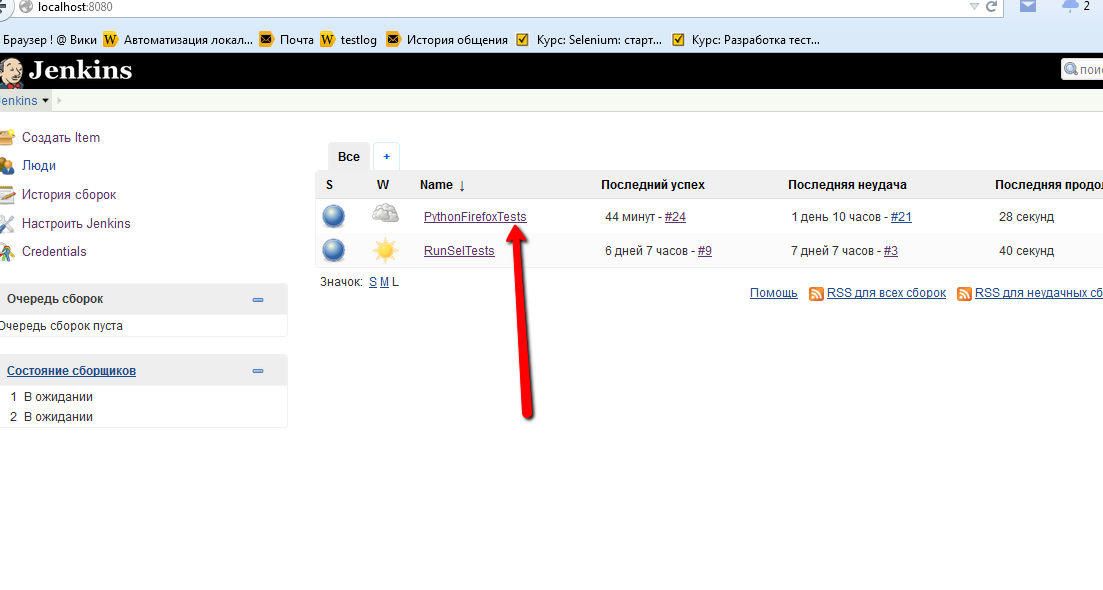 localhost:8080
2
Браузер ! @ Вики Автоматизация локал... Почта testlog История общения Курс: Selenium: старт... Курс: Разработка тест...
Jenkins
поис
enkins
Создать Item
Люди
История сборок
Настроить Jenkins
Credentials
Очередь сборок
Очередь сборок пуста
Состояние сборщиков
1 В ожидании
2 В ожидании
Все +
S W Name ↓ Последний успех Последняя неудача Последняя продол
PythonFirefoxTests 44 минут - #24 1 день 10 часов - #21 28 секунд
RunSelTests 6 дней 7 часов - #9 7 дней 7 часов - #3 40 секунд
Значок: S M L
Помощь RSS для всех сборок RSS для неудачных сб